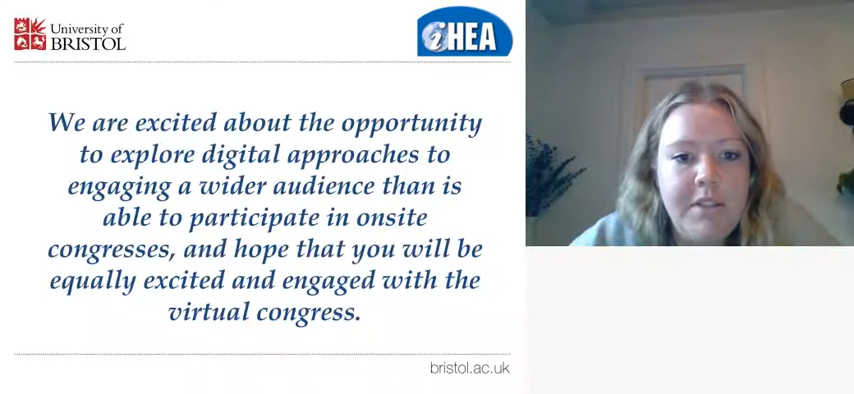 University of
BRISTOL
iHEA
We are excited about the opportunity
to explore digital approaches to
engaging a wider audience than is
able to participate in onsite
congresses, and hope that you will be
equally excited and engaged with the
virtual congress.
bristol.ac.uk